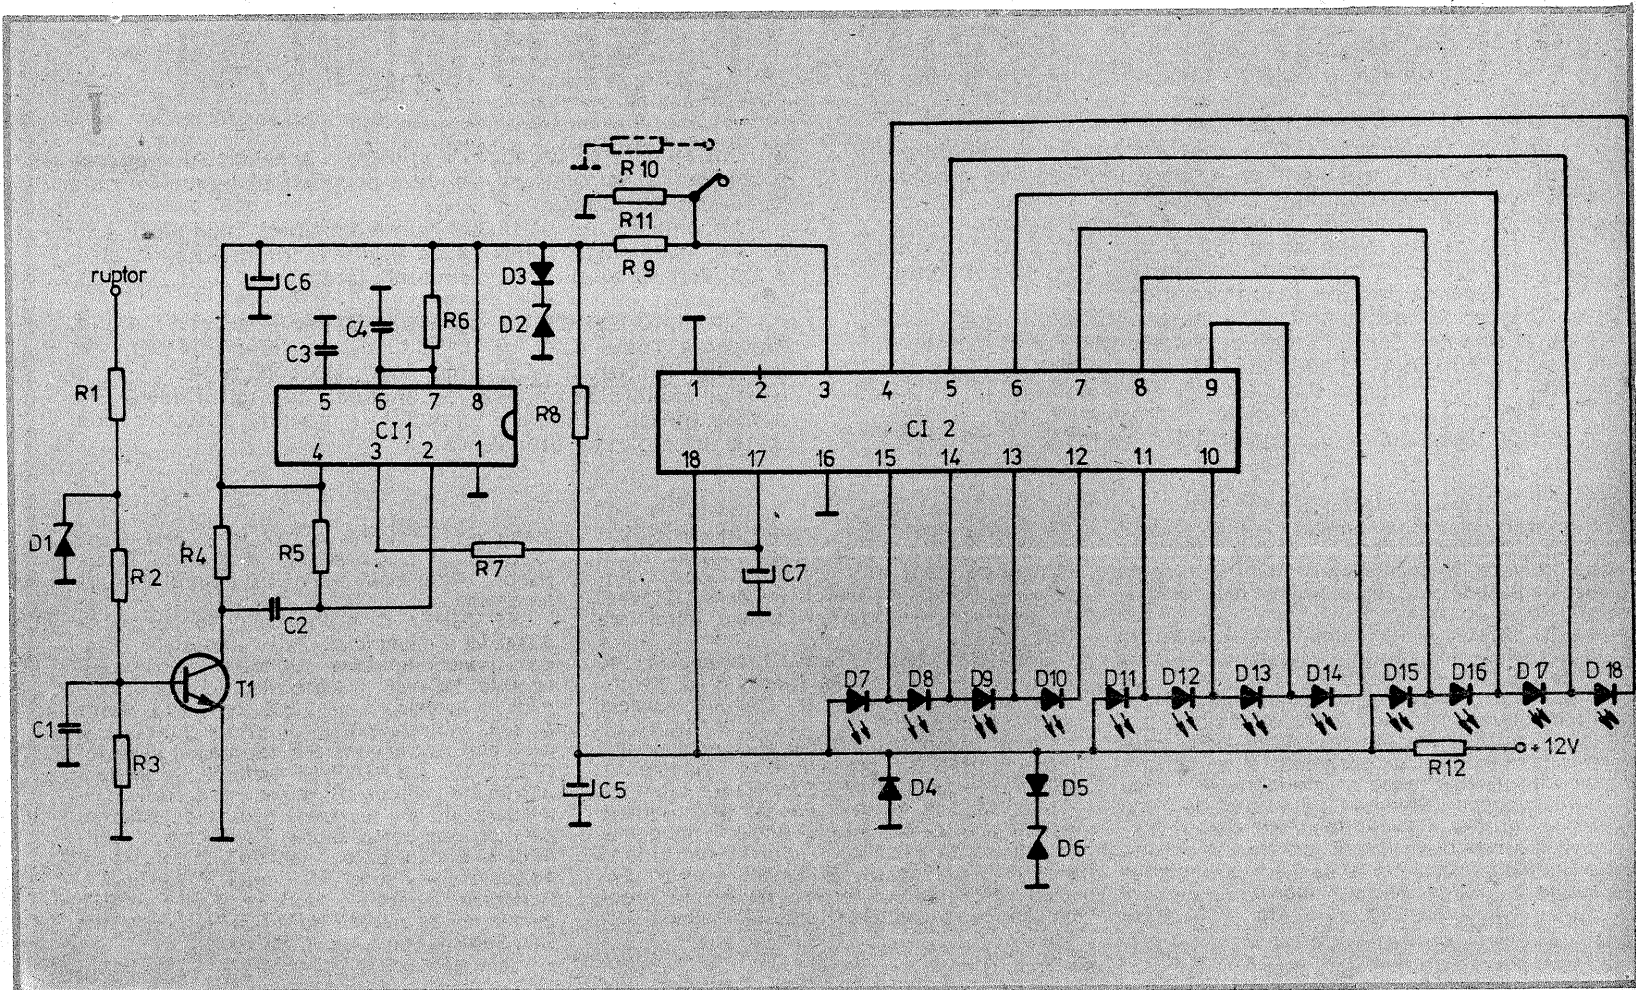 R 10
R11
R 9
ruptor
C6
D3
C4
R6
D2
C3
R1
5 6 7 8
CI1
4 3 2 1
R8
1 2 3 4 5 6 7 8 9
CI 2
18 17 16 15 14 13 12 11 10
D1
R2
R4
R5
R7
C7
C2
T1
D7 D8 D9 D10 D11 D12 D13 D14 D15 D16 D17 D18
C1
R3
+12V
R12
C5
D4
D5
D6